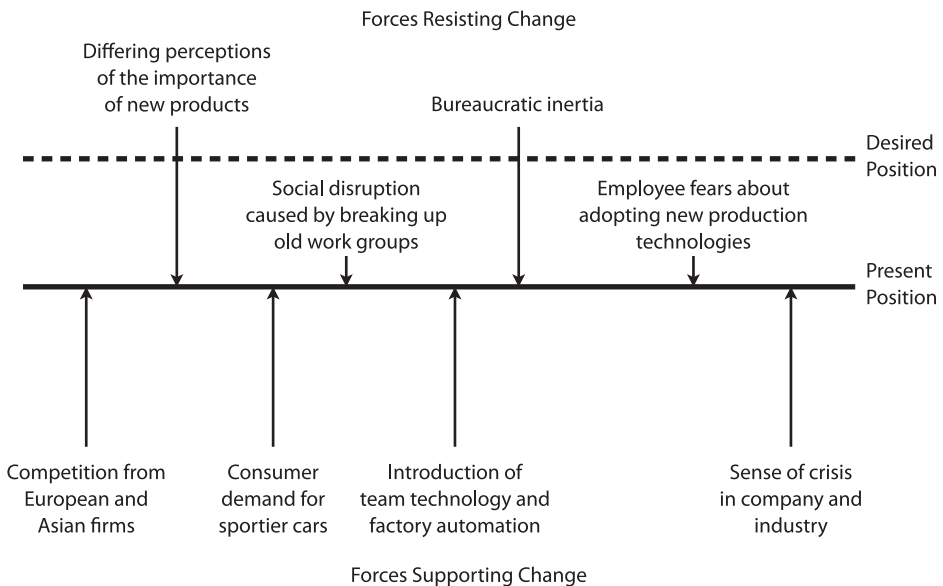 Forces Resisting Change
Differing perceptions
of the importance
of new products
Bureaucratic inertia
Desired
Position
Social disruption
caused by breaking up
old work groups
Employee fears about
adopting new production
technologies
Present
Position
Competition from
European and
Asian firms
Consumer
demand for
sportier cars
Introduction of
team technology and
factory automation
Sense of crisis
in company and
industry
Forces Supporting Change